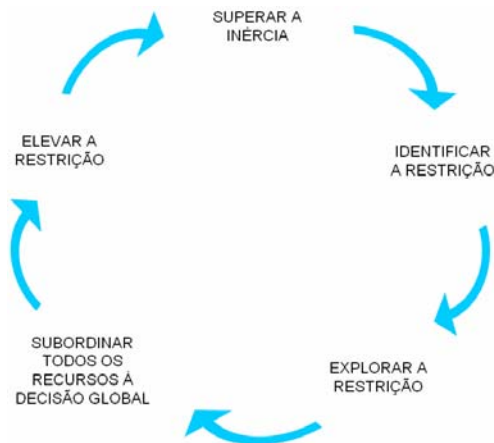 SUPERAR A
INÉRCIA
IDENTIFICAR
A RESTRIÇÃO
EXPLORAR A
RESTRIÇÃO
SUBORDINAR
TODOS OS
RECURSOS À
DECISÃO GLOBAL
ELEVAR A
RESTRIÇÃO